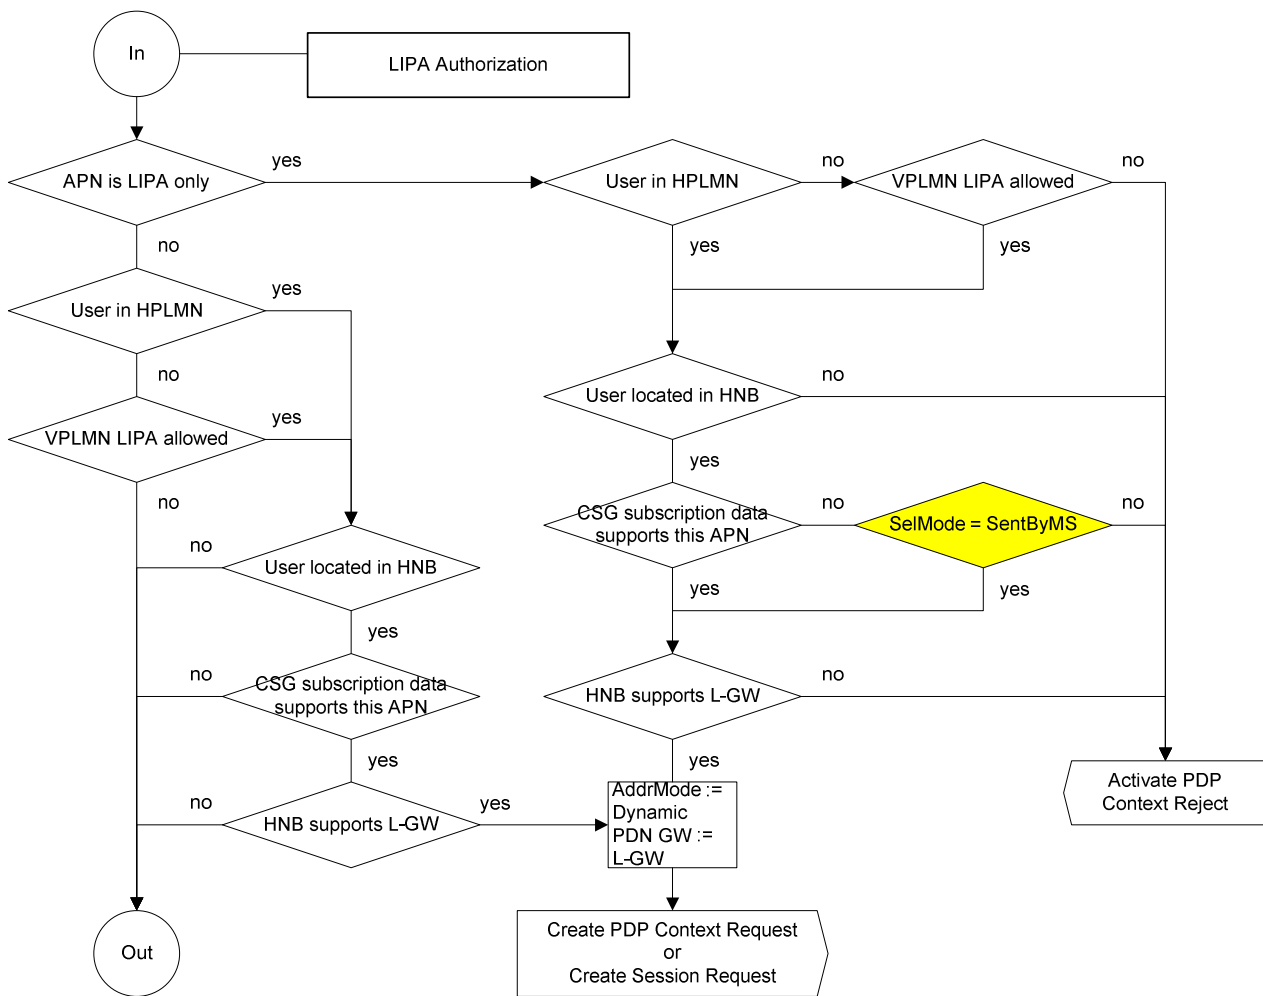 In
LIPA Authorization
APN is LIPA only
yes
User in HPLMN
no
VPLMN LIPA allowed
no
no
yes
yes
User in HPLMN
yes
no
User located in HNB
no
VPLMN LIPA allowed
yes
yes
no
CSG subscription data
supports this APN
no
SelMode = SentByMS
no
no
User located in HNB
yes
yes
yes
no
CSG subscription data
supports this APN
HNB supports L-GW
no
yes
yes
no
HNB supports L-GW
yes
AddrMode :=
Dynamic
PDN GW :=
L-GW
Activate PDP
Context Reject
Out
Create PDP Context Request
or
Create Session Request